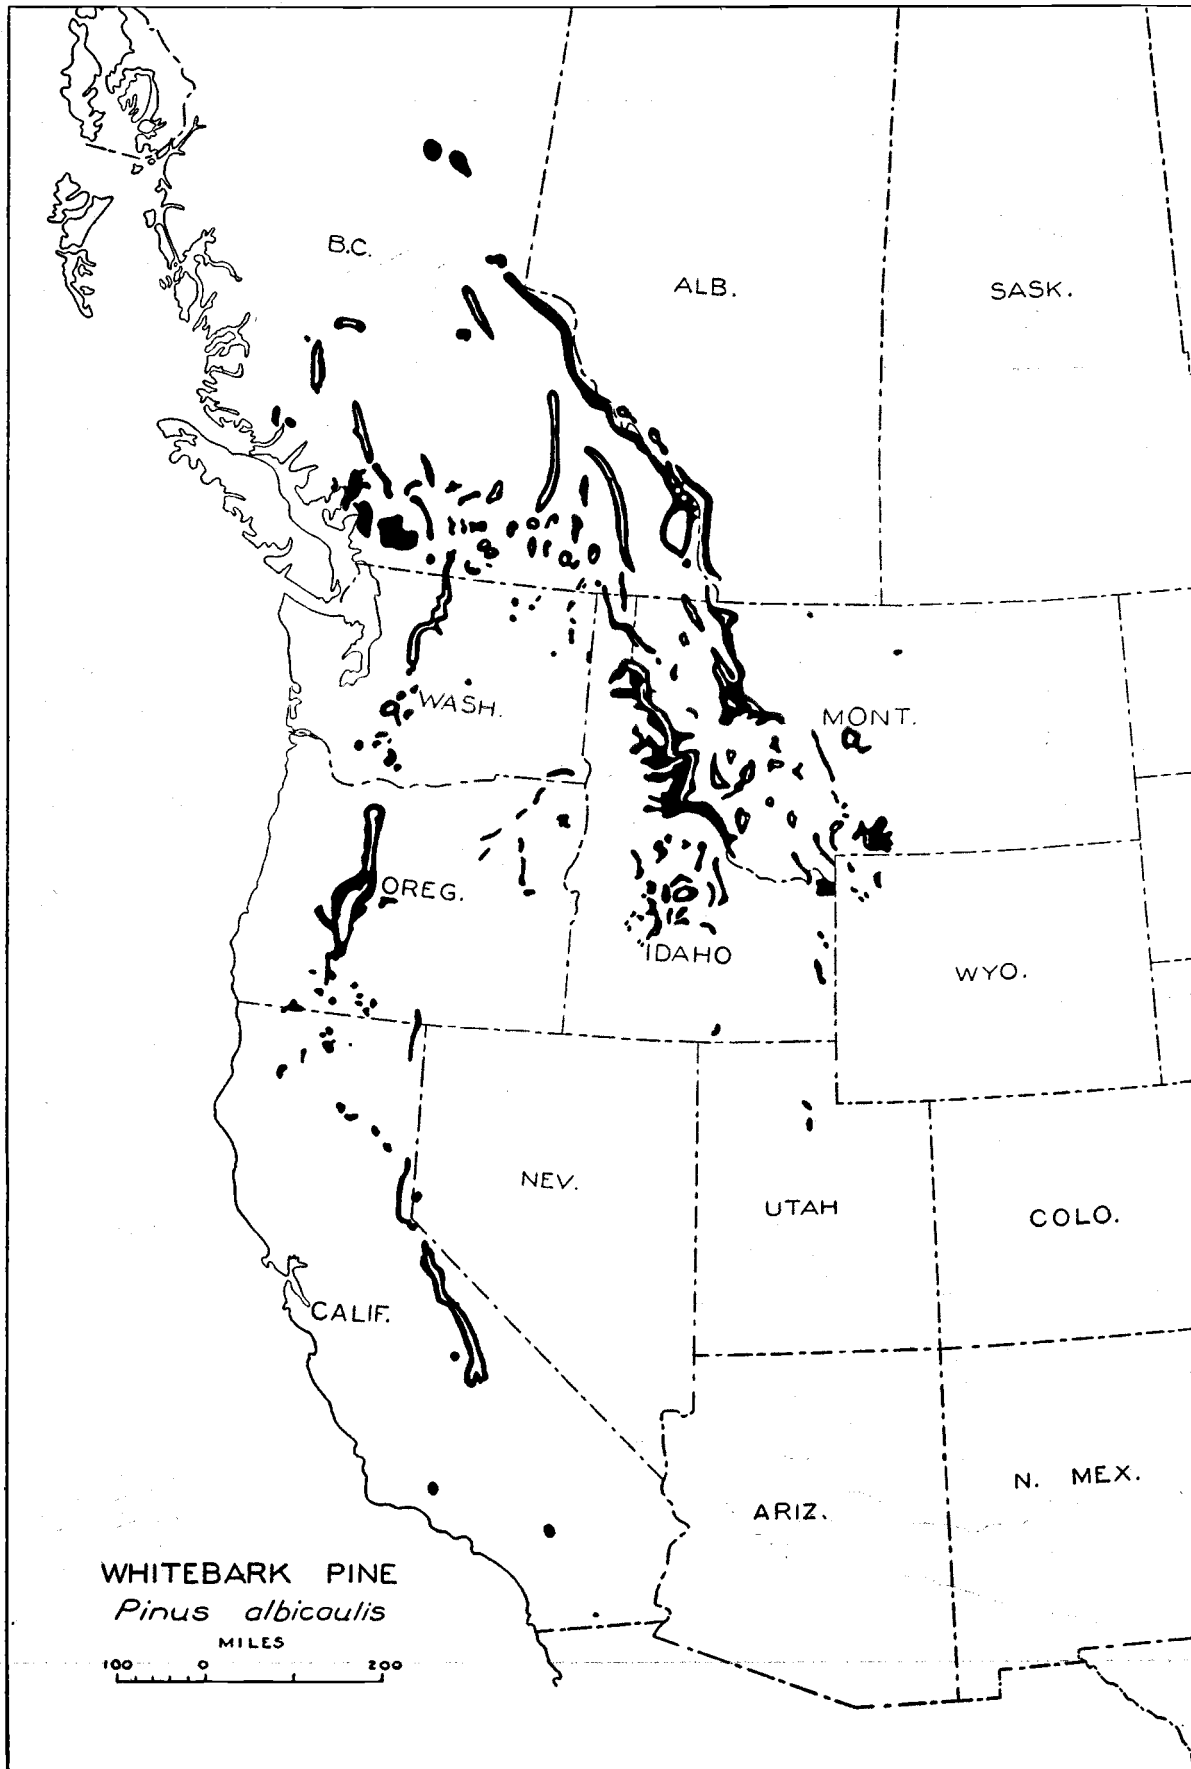 B.C.
ALB.
SASK.
WASH.
MONT.
OREG.
IDAHO
WYO.
NEV.
UTAH
COLO.
CALIF.
ARIZ.
N. MEX.
WHITEBARK PINE
Pinus albicaulis
MILES
100 0 200